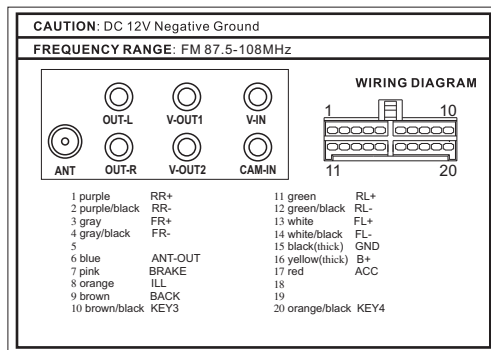 CAUTION: DC 12V Negative Ground
FREQUENCY RANGE: FM 87.5-108MHz
WIRING DIAGRAM
OUT-L V-OUT1 V-IN
ANT OUT-R V-OUT2 CAM-IN
1 10
11 20
1 purple RR+
2 purple/black RR-
3 gray FR+
4 gray/black FR-
5
6 blue ANT-OUT
7 pink BRAKE
8 orange ILL
9 brown BACK
10 brown/black KEY3
11 green RL+
12 green/black RL-
13 white FL+
14 white/black FL-
15 black(thick) GND
16 yellow(thick) B+
17 red ACC
18
19
20 orange/black KEY4